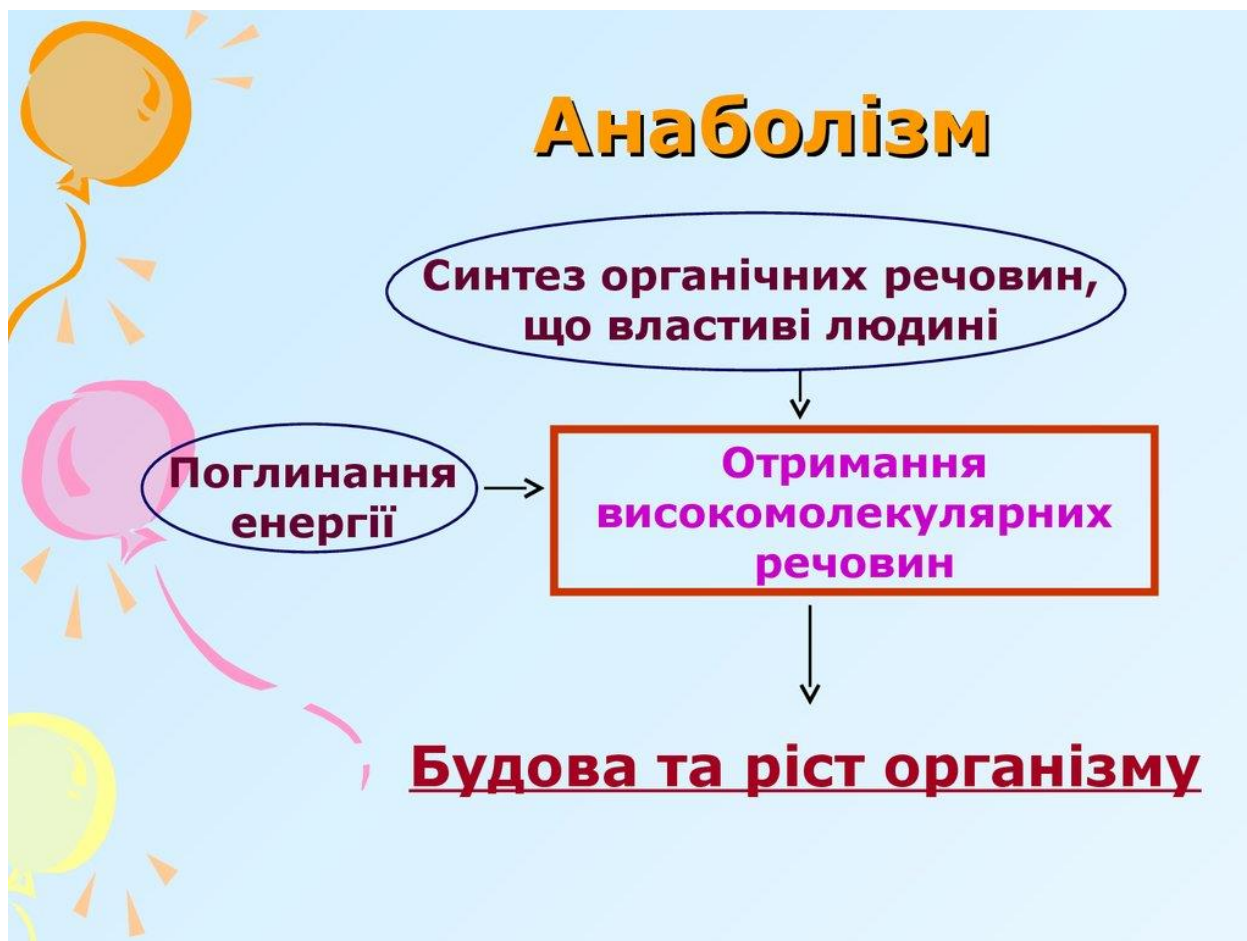 Анаболізм
Синтез органічних речовин,
що властиві людині
Поглинання
енергії
Отримання
високомолекулярних
речовин
Будова та ріст організму